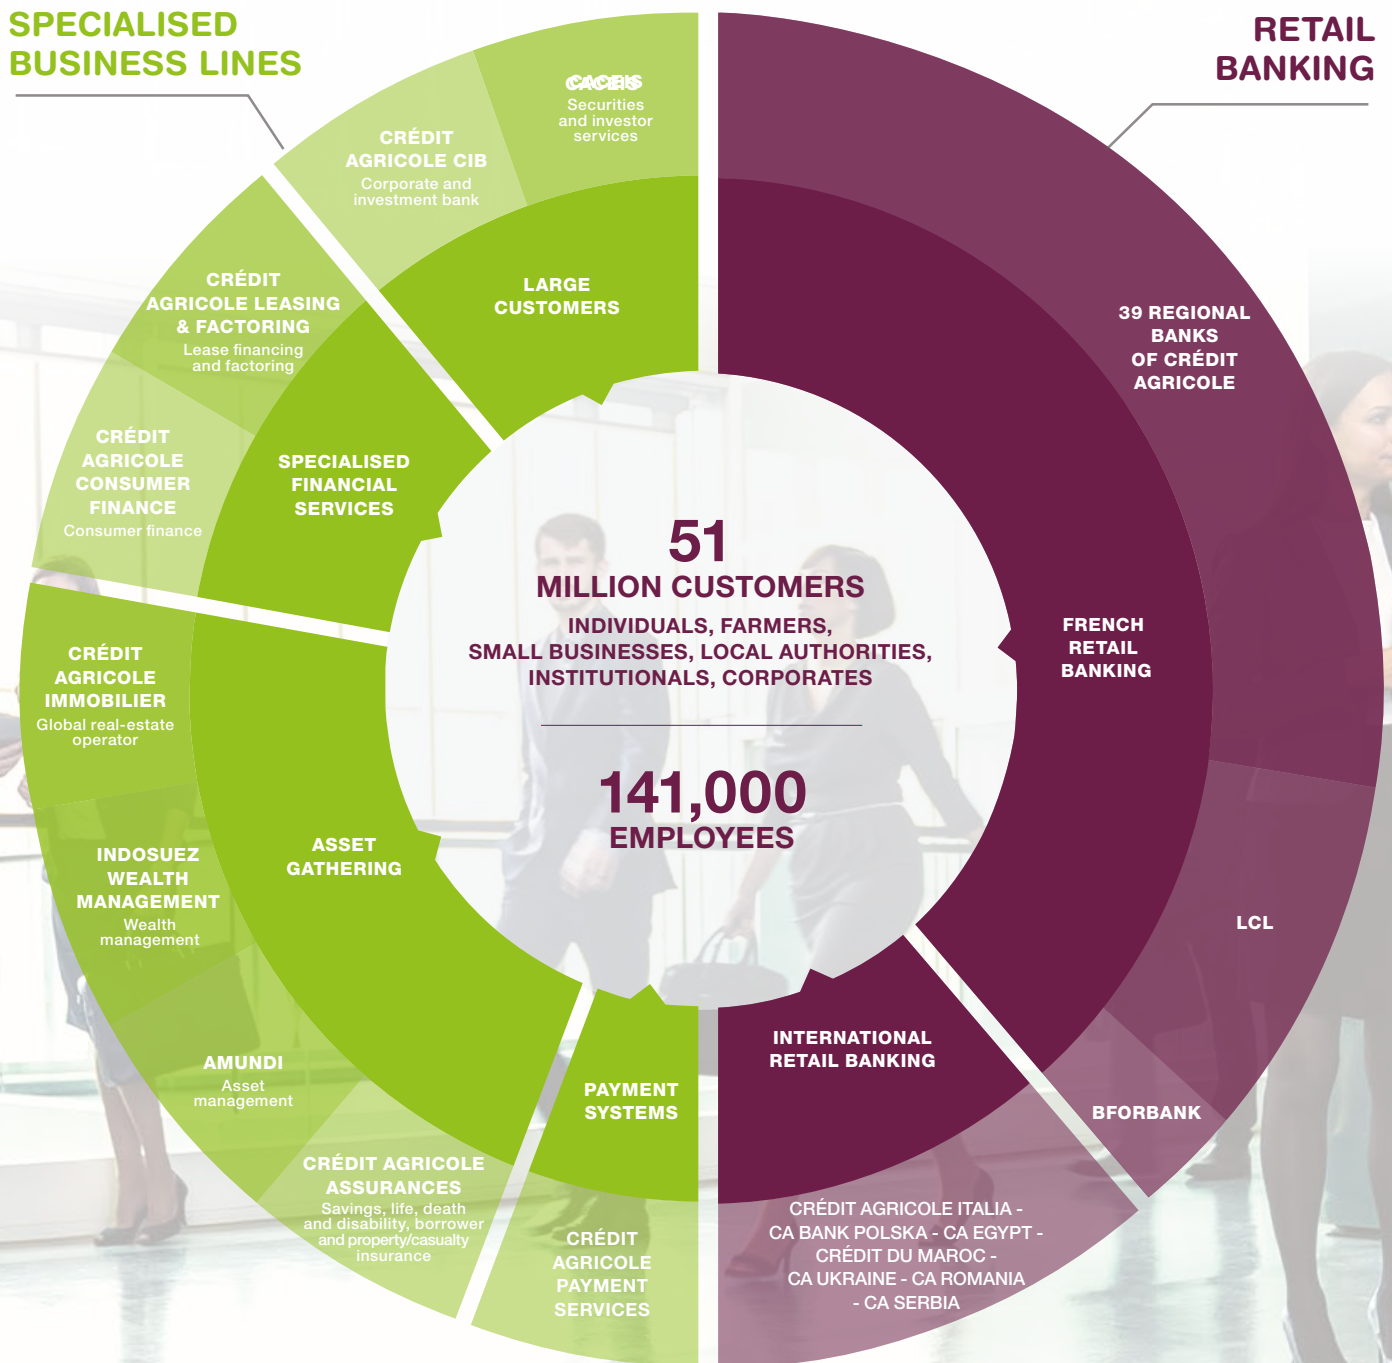 SPECIALISED
BUSINESS LINES
RETAIL
BANKING
CACEIS
Securities
and investor
services
CRÉDIT
AGRICOLE CIB
Corporate and
investment bank
LARGE
CUSTOMERS
CRÉDIT
AGRICOLE LEASING
& FACTORING
Lease financing
and factoring
CRÉDIT
AGRICOLE
CONSUMER
FINANCE
Consumer finance
SPECIALISED
FINANCIAL
SERVICES
39 REGIONAL
BANKS
OF CRÉDIT
AGRICOLE
51
MILLION CUSTOMERS
INDIVIDUALS, FARMERS,
SMALL BUSINESSES, LOCAL AUTHORITIES,
INSTITUTIONALS, CORPORATES
141,000
EMPLOYEES
FRENCH
RETAIL
BANKING
CRÉDIT
AGRICOLE
IMMOBILIER
Global real-estate
operator
INDOSUEZ
WEALTH
MANAGEMENT
Wealth
management
ASSET
GATHERING
AMUNDI
Asset
management
CRÉDIT AGRICOLE
ASSURANCES
Savings, life, death
and disability, borrower
and property/casualty
insurance
PAYMENT
SYSTEMS
CRÉDIT
AGRICOLE
PAYMENT
SERVICES
LCL
BFORBANK
INTERNATIONAL
RETAIL BANKING
CRÉDIT AGRICOLE ITALIA -
CA BANK POLSKA - CA EGYPT -
CRÉDIT DU MAROC -
CA UKRAINE - CA ROMANIA
- CA SERBIA